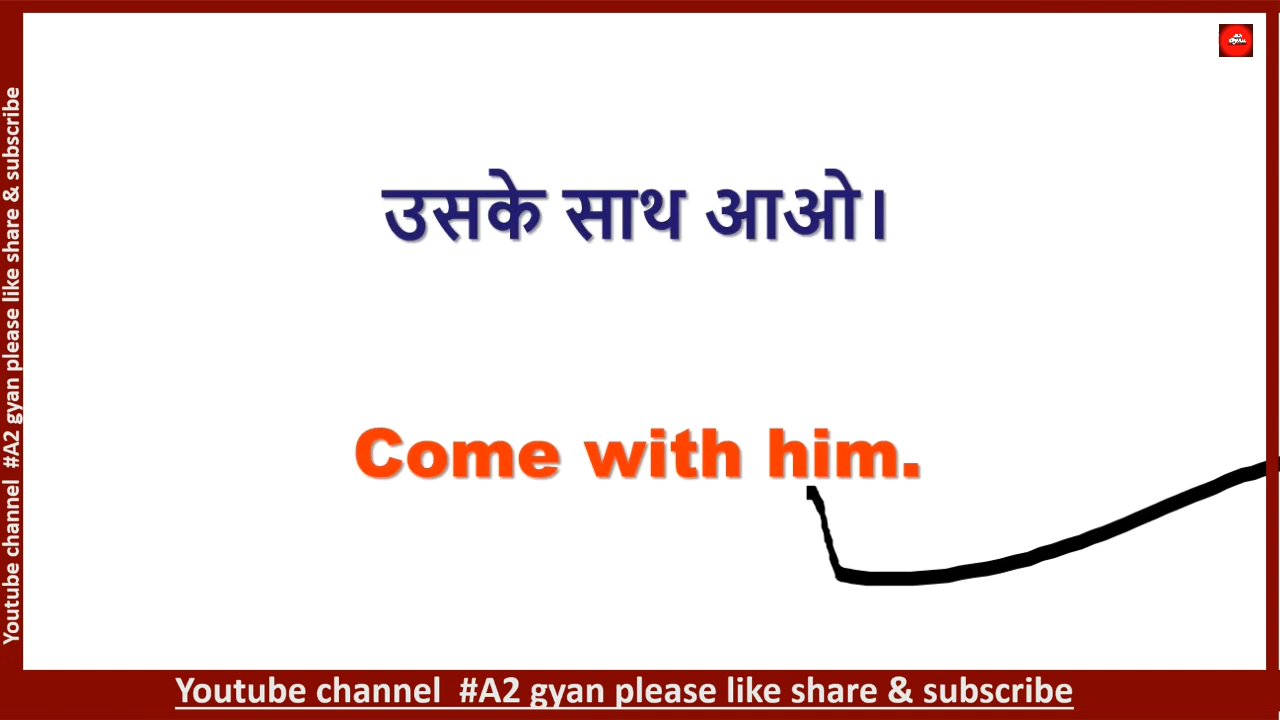 उसके साथ आओ।
Come with him.
Youtube channel #A2 gyan please like share & subscribe
Youtube channel #A2 gyan please like share & subscribe